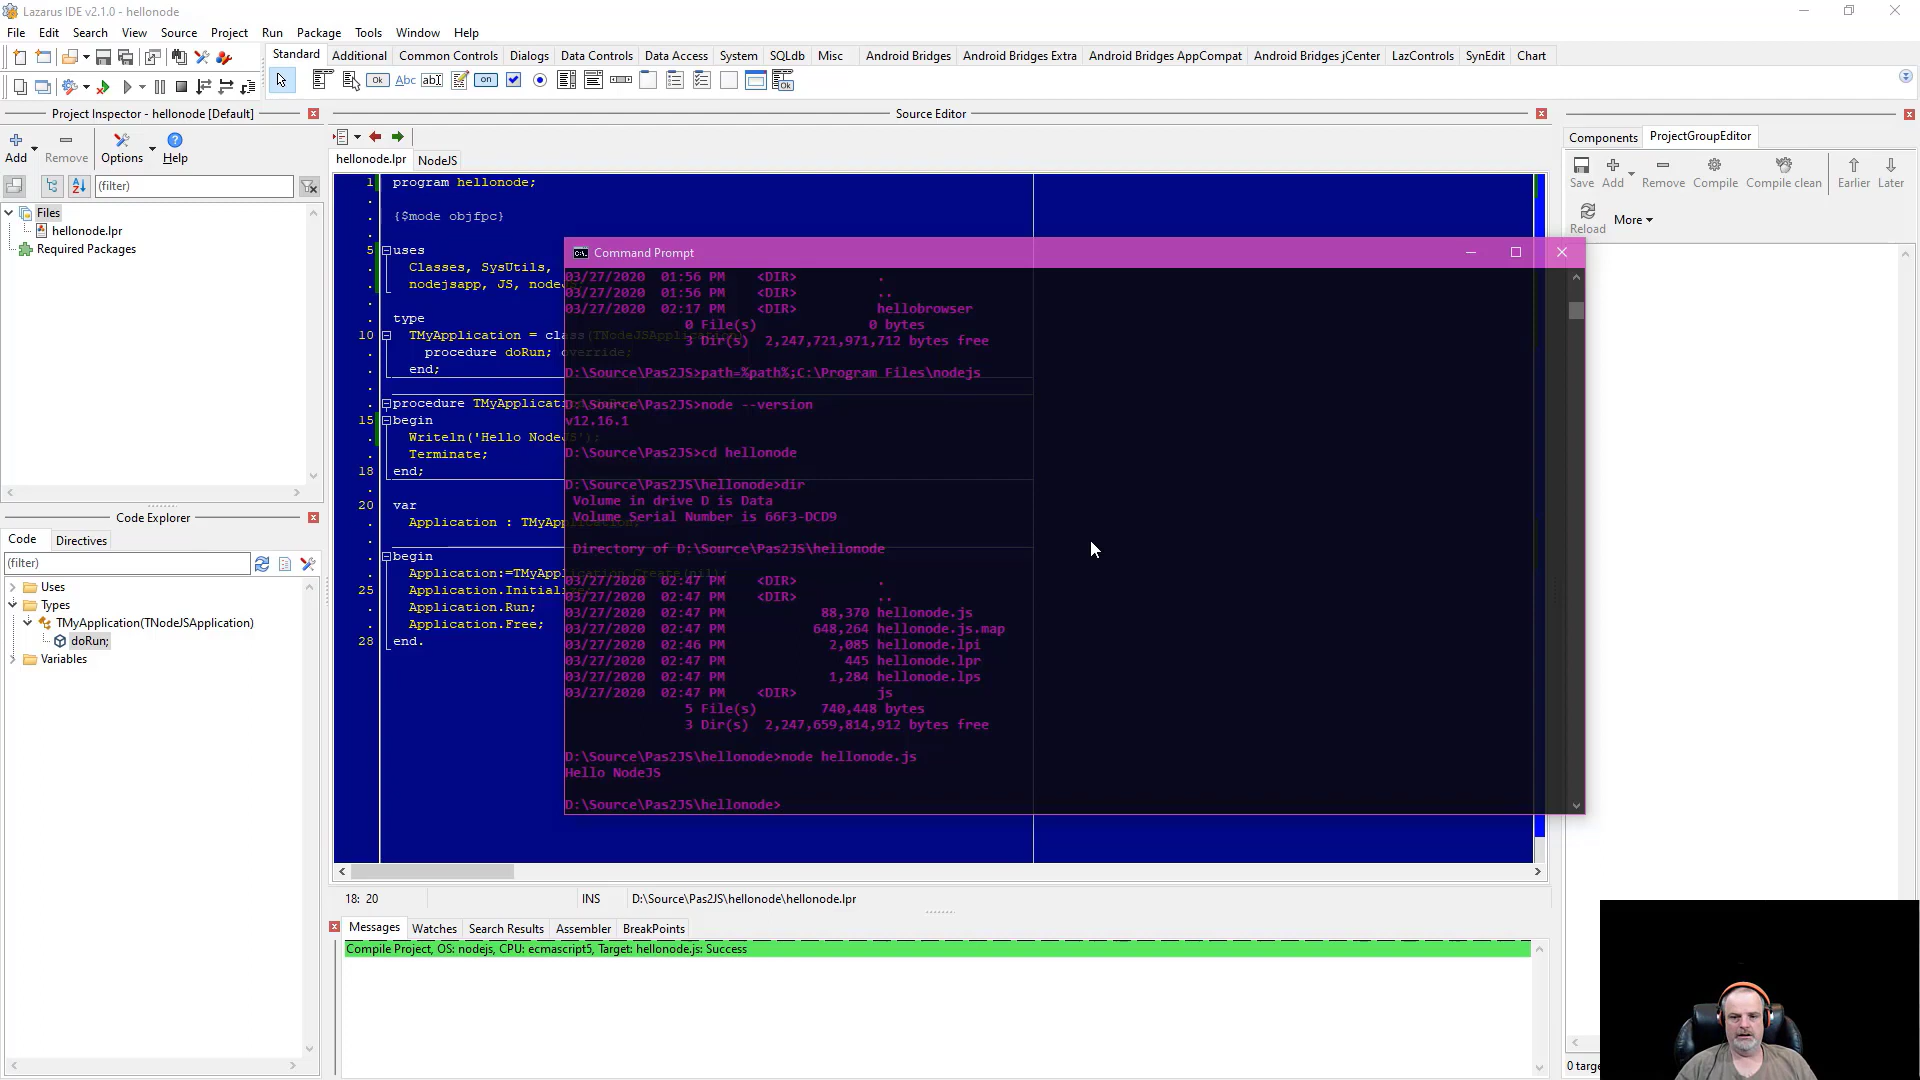 Lazarus IDE v2.1.0 - hellonode
File Edit Search View Source Project Run Package Tools Window Help
Standard Additional Common Controls Dialogs Data Controls Data Access System SQLdb Misc Android Bridges Android Bridges Extra Android Bridges AppCompat Android Bridges jCenter LazControls SynEdit Chart
Ok Abc abI on Ok
Project Inspector - hellonode [Default]
Add Remove Options Help
(filter)
Files
hellonode.lpr
Required Packages
Code Explorer
Code Directives
(filter)
Uses
Types
TMyApplication(TNodeJSApplication)
doRun;
Variables
Source Editor
hellonode.lpr NodeJS
1 program hellonode;
{$mode objfpc}
5 uses
Classes, SysUtils,
nodejsapp, JS, node
type
10 TMyApplication = class(TNodeJSApplication)
procedure doRun; override;
end;
procedure TMyApplicati
15 begin
Writeln('Hello NodeJS');
Terminate;
18 end;
20 var
Application : TMyApplication;
begin
Application:=TMyApplication.Create(nil);
25 Application.Initialize;
Application.Run;
Application.Free;
28 end.
18: 20 INS D:\Source\Pas2JS\hellonode\hellonode.lpr
Command Prompt
03/27/2020 01:56 PM <DIR> .
03/27/2020 01:56 PM <DIR> ..
03/27/2020 02:17 PM <DIR> hellobrowser
0 File(s) 0 bytes
3 Dir(s) 2,247,721,971,712 bytes free
D:\Source\Pas2JS>path=%path%;C:\Program Files\nodejs
D:\Source\Pas2JS>node --version
v12.16.1
D:\Source\Pas2JS>cd hellonode
D:\Source\Pas2JS\hellonode>dir
Volume in drive D is Data
Volume Serial Number is 66F3-DCD9
Directory of D:\Source\Pas2JS\hellonode
03/27/2020 02:47 PM <DIR> .
03/27/2020 02:47 PM <DIR> ..
03/27/2020 02:47 PM 88,370 hellonode.js
03/27/2020 02:47 PM 648,264 hellonode.js.map
03/27/2020 02:46 PM 2,085 hellonode.lpi
03/27/2020 02:47 PM 445 hellonode.lpr
03/27/2020 02:47 PM 1,284 hellonode.lps
03/27/2020 02:47 PM <DIR> js
5 File(s) 740,448 bytes
3 Dir(s) 2,247,659,814,912 bytes free
D:\Source\Pas2JS\hellonode>node hellonode.js
Hello NodeJS
D:\Source\Pas2JS\hellonode>
Messages Watches Search Results Assembler BreakPoints
Compile Project, OS: nodejs, CPU: ecmascript5, Target: hellonode.js: Success
Components ProjectGroupEditor
Save Add Remove Compile Compile clean Earlier Later
Reload More
0 targe